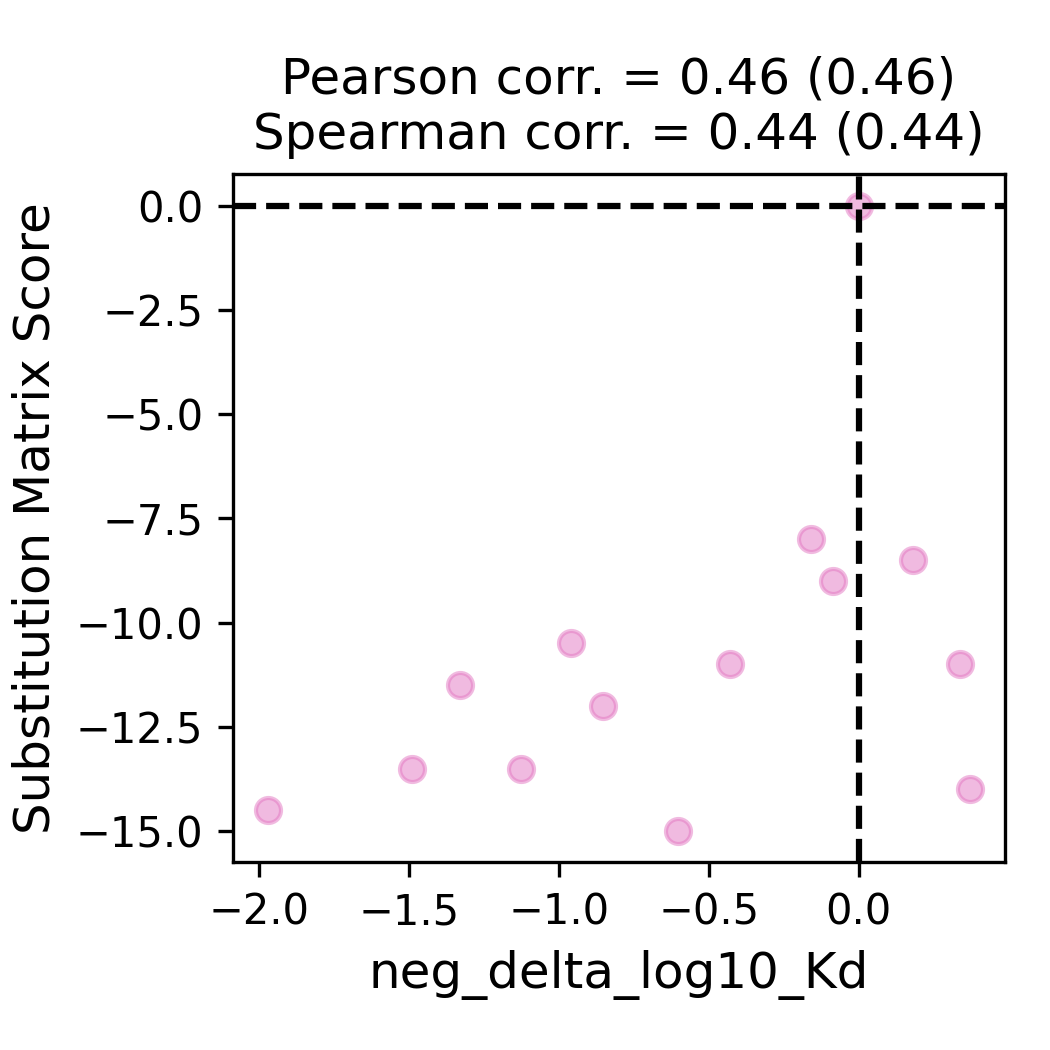 Pearson corr. = 0.46 (0.46)
Spearman corr. = 0.44 (0.44)
Substitution Matrix Score
0.0
−2.5
−5.0
−7.5
−10.0
−12.5
−15.0
−2.0 −1.5 −1.0 −0.5 0.0
neg_delta_log10_Kd